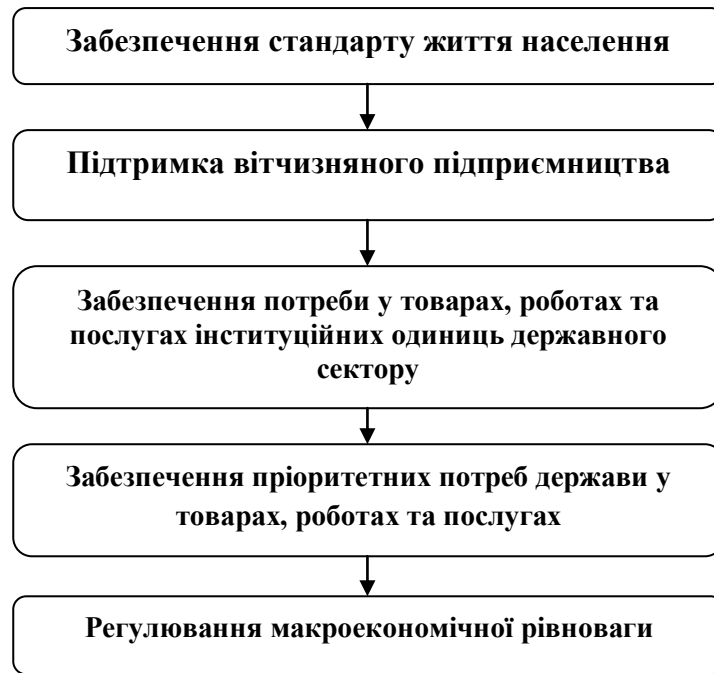 Забезпечення стандарту життя населення
Підтримка вітчизняного підприємництва
Забезпечення потреби у товарах, роботах та
послугах інституційних одиниць державного
сектору
Забезпечення пріоритетних потреб держави у
товарах, роботах та послугах
Регулювання макроекономічної рівноваги